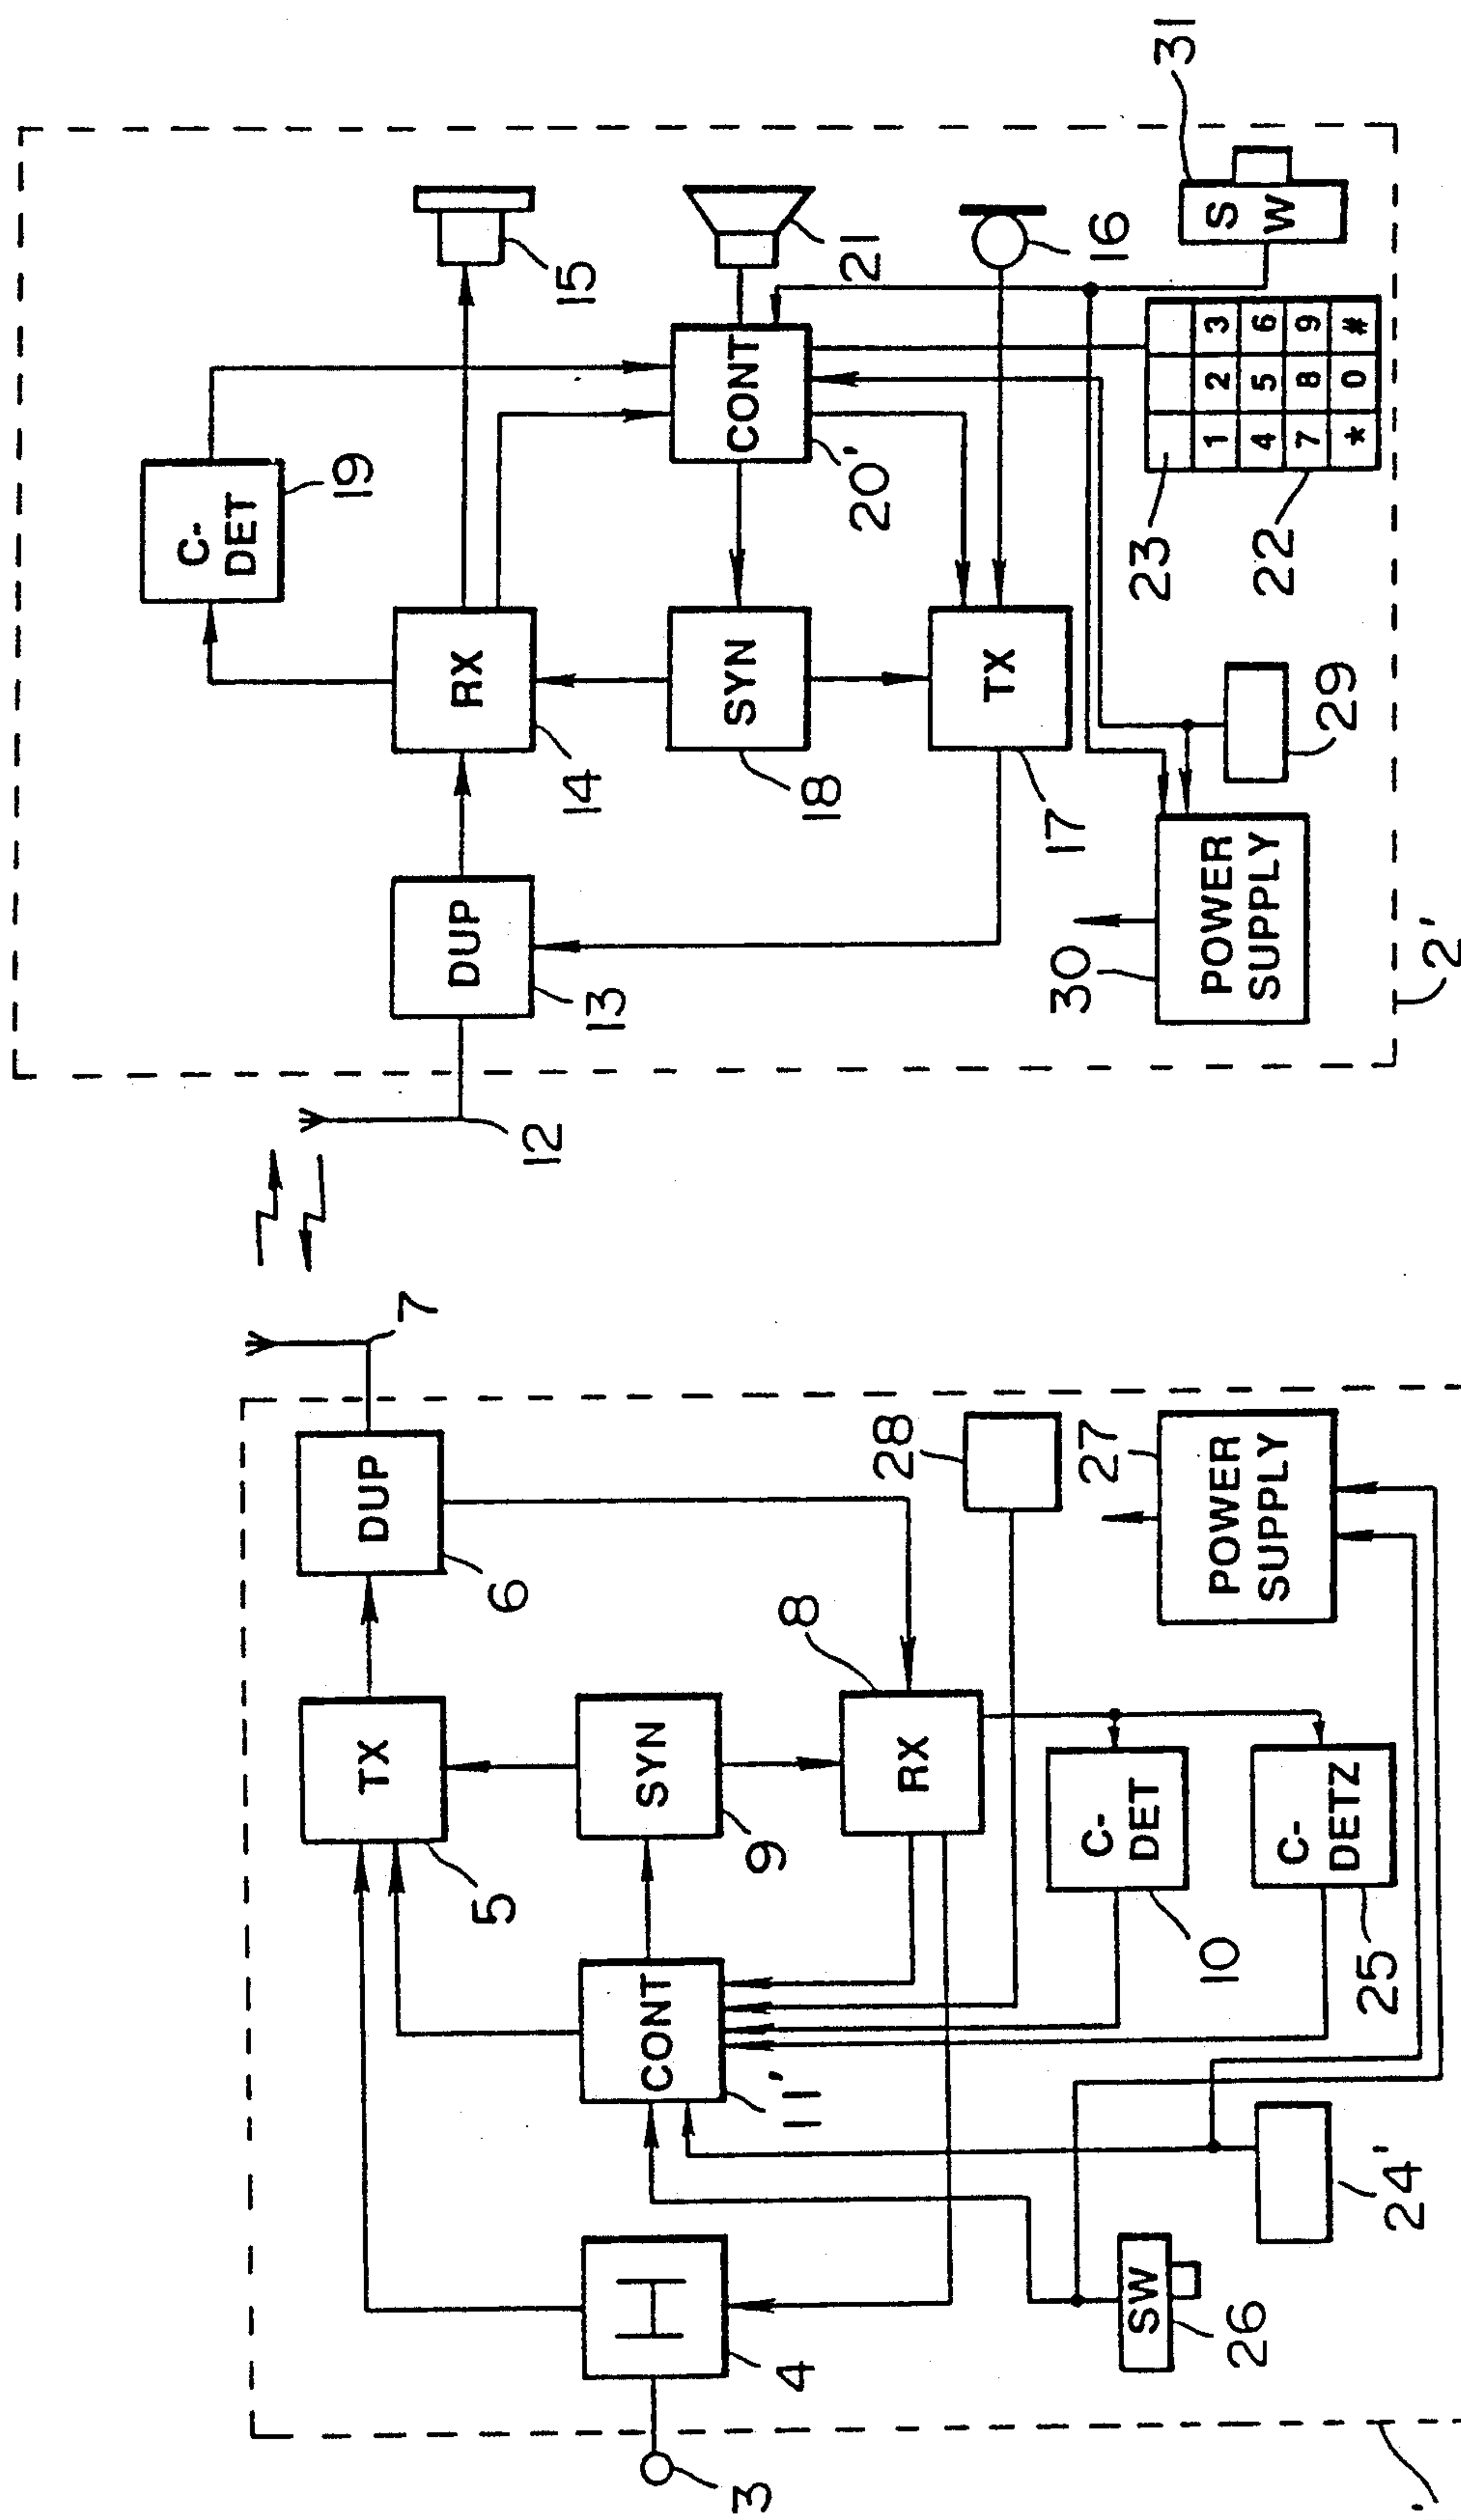 3
4
H
TX
5
DUP
6
7
SYN
9
CONT
11'
RX
8
C-
DET
10
C-
DETZ
25
28
POWER
SUPPLY
27
SW
26
24'
12
DUP
13
RX
14
C-
DET
19
15
SYN
18
CONT
20'
21
TX
17
16
POWER
SUPPLY
30
29
23
22
1 2 3
4 5 6
7 8 9
* 0 #
S
W
31
2'